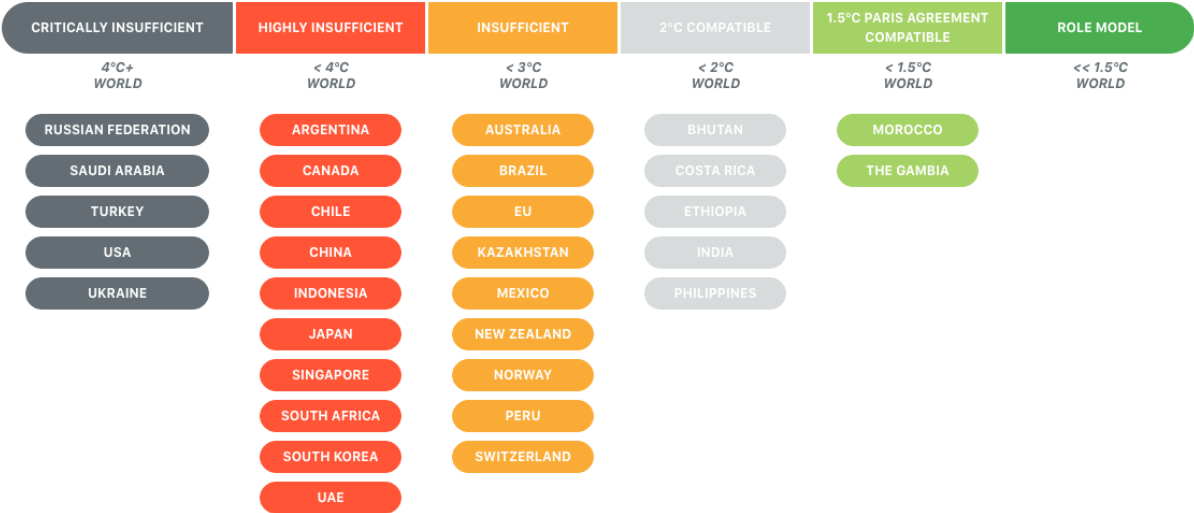 CRITICALLY INSUFFICIENT
HIGHLY INSUFFICIENT
INSUFFICIENT
2°C COMPATIBLE
1.5°C PARIS AGREEMENT
COMPATIBLE
ROLE MODEL
4°C+
WORLD
< 4°C
WORLD
< 3°C
WORLD
< 2°C
WORLD
< 1.5°C
WORLD
<< 1.5°C
WORLD
RUSSIAN FEDERATION
SAUDI ARABIA
TURKEY
USA
UKRAINE
ARGENTINA
CANADA
CHILE
CHINA
INDONESIA
JAPAN
SINGAPORE
SOUTH AFRICA
SOUTH KOREA
UAE
AUSTRALIA
BRAZIL
EU
KAZAKHSTAN
MEXICO
NEW ZEALAND
NORWAY
PERU
SWITZERLAND
BHUTAN
COSTA RICA
ETHIOPIA
INDIA
PHILIPPINES
MOROCCO
THE GAMBIA